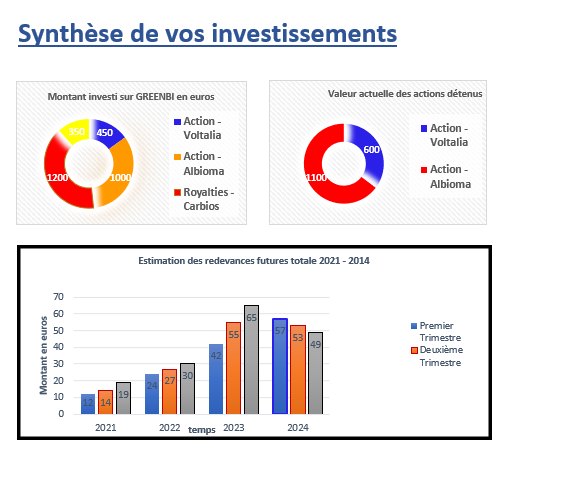 Synthèse de vos investissements
Montant investi sur GREENBI en euros
350
450
1000
1200
Action -
Voltalia
Action -
Albioma
Royalties -
Carbios
Valeur actuelle des actions détenus
600
1100
Action -
Voltalia
Action -
Albioma
Estimation des redevances futures totale 2021 - 2014
Montant en euros
70
60
50
40
30
20
10
0
12
14
19
24
27
30
42
55
65
57
53
49
2021
2022
2023
2024
temps
Premier
Trimestre
Deuxième
Trimestre